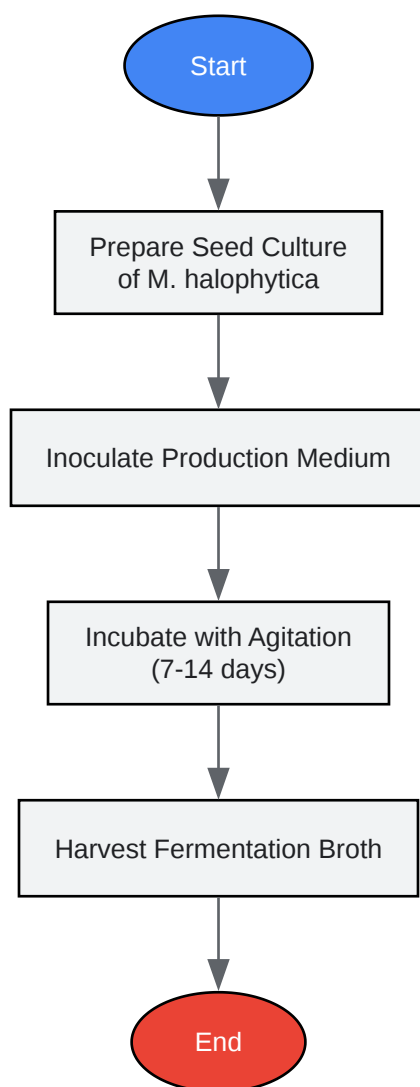 Start
Prepare Seed Culture
of M. halophytica
Inoculate Production Medium
Incubate with Agitation
(7-14 days)
Harvest Fermentation Broth
End